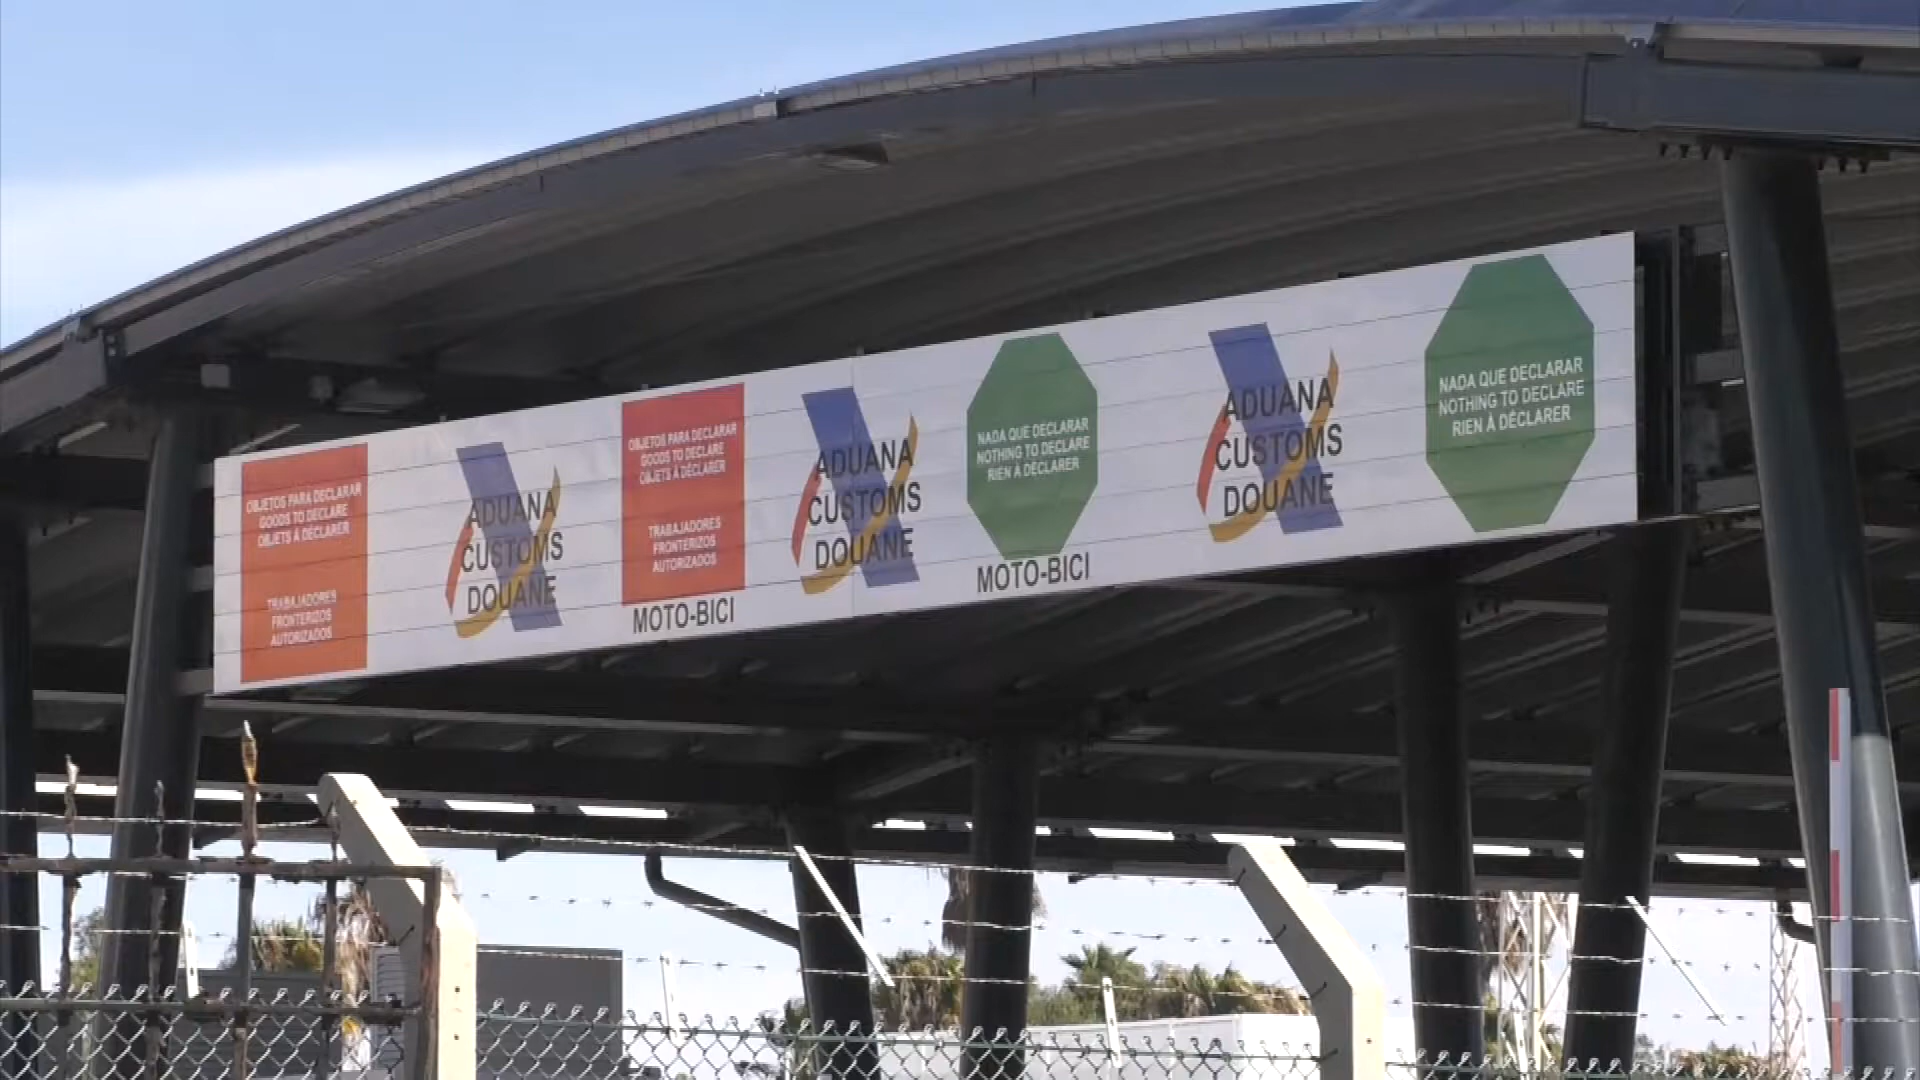 OBJETOS PARA DECLARAR
GOODS TO DECLARE
OBJETS À DÉCLARER
TRABAJADORES
FRONTERIZOS
AUTORIZADOS
ADUANA
CUSTOMS
DOUANE
OBJETOS PARA DECLARAR
GOODS TO DECLARE
OBJETS À DÉCLARER
TRABAJADORES
FRONTERIZOS
AUTORIZADOS
MOTO-BICI
ADUANA
CUSTOMS
DOUANE
NADA QUE DECLARAR
NOTHING TO DECLARE
RIEN À DÉCLARER
MOTO-BICI
ADUANA
CUSTOMS
DOUANE
NADA QUE DECLARAR
NOTHING TO DECLARE
RIEN À DÉCLARER